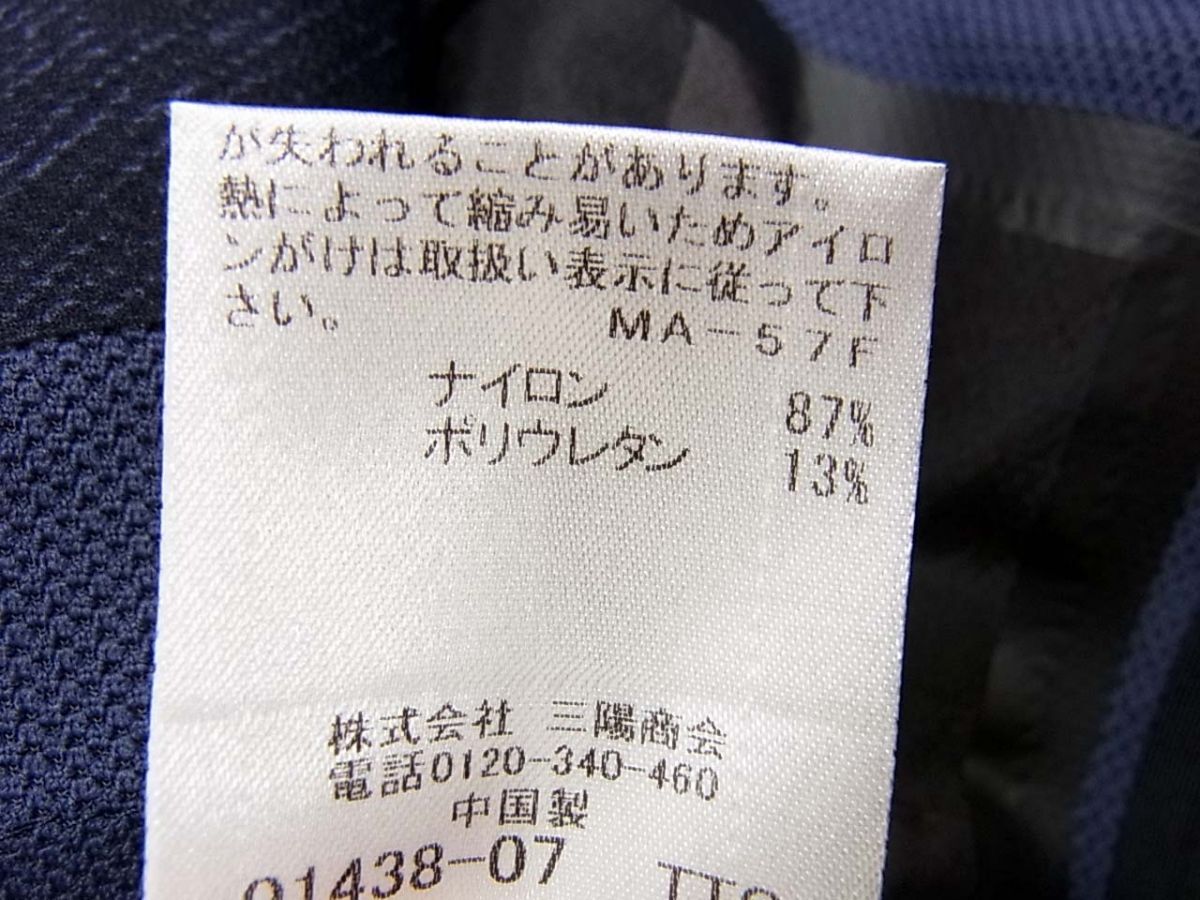 が失われることがあります。
熱によって縮み易いためアイロ
ンがけは取扱い表示に従って下
さい。 MA－57F
ナイロン 87%
ポリウレタン 13%
株式会社 三陽商会
電話0120-340-460
中国製
01438-07